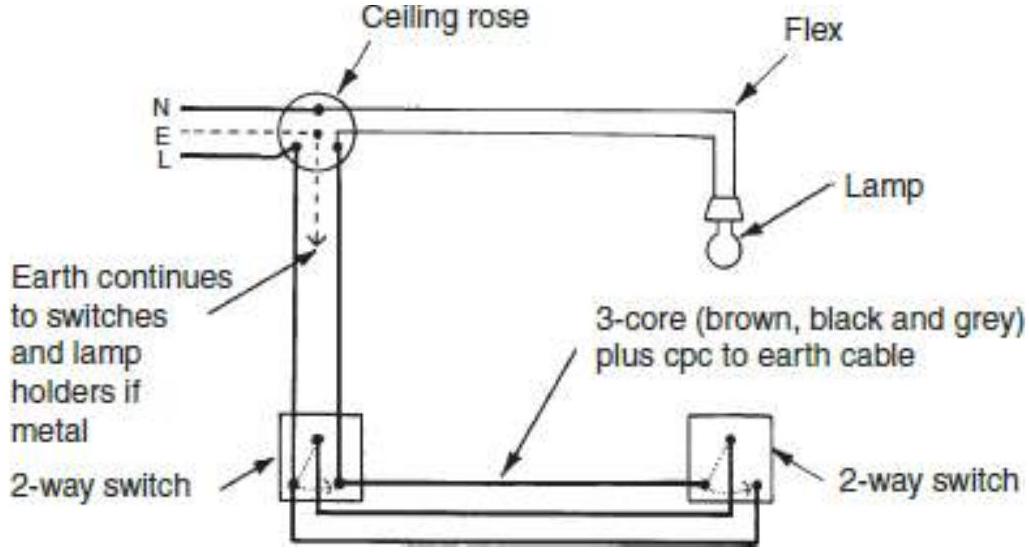 Ceiling rose
Flex
N
E
L
Lamp
Earth continues
to switches
and lamp
holders if
metal
3-core (brown, black and grey)
plus cpc to earth cable
2-way switch
2-way switch